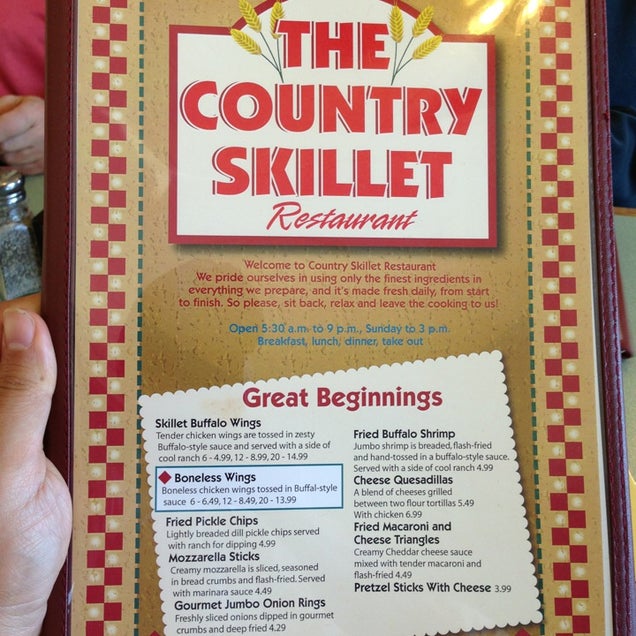 THE
COUNTRY
SKILLET
Restaurant
Welcome to Country Skillet Restaurant
We pride ourselves in using only the finest ingredients in
everything we prepare, and it's made fresh daily, from start
to finish. So please, sit back, relax and leave the cooking to us!
Open 5:30 a.m. to 9 p.m., Sunday to 3 p.m.
Breakfast, lunch, dinner, take out
Great Beginnings
Skillet Buffalo Wings
Tender chicken wings are tossed in zesty
Buffalo-style sauce and served with a side of
cool ranch 6 - 4.99, 12 - 8.99, 20 - 14.99
Boneless Wings
Boneless chicken wings tossed in Buffal-style
sauce 6 - 6.49, 12 - 8.49, 20 - 13.99
Fried Pickle Chips
Lightly breaded dill pickle chips served
with ranch for dipping 4.99
Mozzarella Sticks
Creamy mozzarella is sliced, seasoned
in bread crumbs and flash-fried. Served
with marinara sauce 4.49
Gourmet Jumbo Onion Rings
Freshly sliced onions dipped in gourmet
crumbs and deep fried 4.29
Fried Buffalo Shrimp
Jumbo shrimp is breaded, flash-fried
and hand-tossed in a buffalo-style sauce.
Served with a side of cool ranch 4.99
Cheese Quesadillas
A blend of cheeses grilled
between two flour tortillas 5.49
With chicken 6.99
Fried Macaroni and
Cheese Triangles
Creamy Cheddar cheese sauce
mixed with tender macaroni and
flash-fried 4.49
Pretzel Sticks With Cheese 3.99